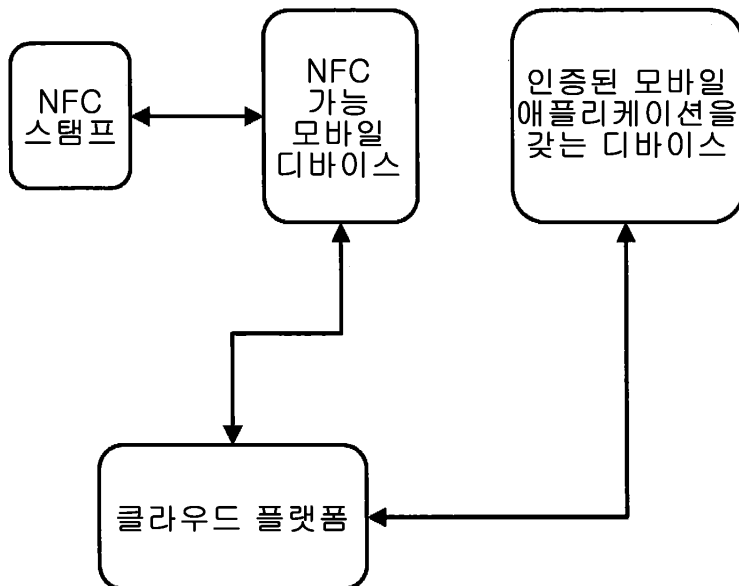 NFC
스탬프
NFC
가능
모바일
디바이스
인증된 모바일
애플리케이션을
갖는 디바이스
클라우드 플랫폼